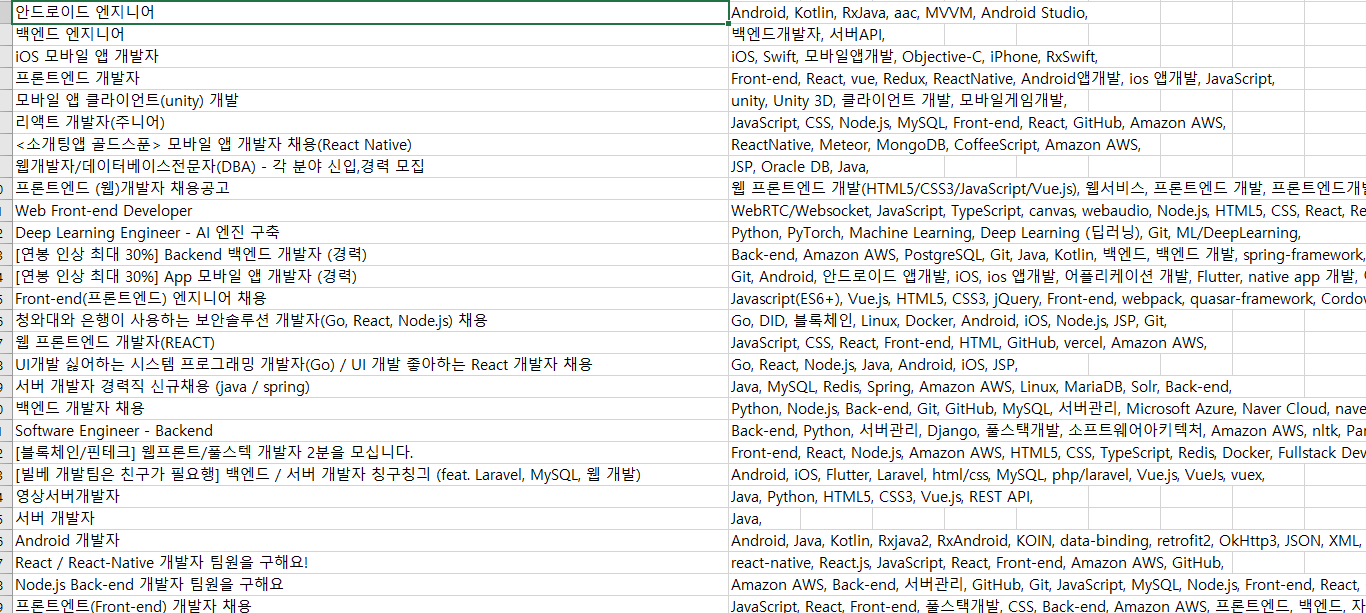 안드로이드 엔지니어 Android, Kotlin, RxJava, aac, MVVM, Android Studio,
백엔드 엔지니어 백엔드개발자, 서버API,
iOS 모바일 앱 개발자 iOS, Swift, 모바일앱개발, Objective-C, iPhone, RxSwift,
프론트엔드 개발자 Front-end, React, vue, Redux, ReactNative, Android앱개발, ios 앱개발, JavaScript,
모바일 앱 클라이언트(unity) 개발 unity, Unity 3D, 클라이언트 개발, 모바일게임개발,
리액트 개발자(주니어) JavaScript, CSS, Node.js, MySQL, Front-end, React, GitHub, Amazon AWS,
<소개팅앱 골드스푼> 모바일 앱 개발자 채용(React Native) ReactNative, Meteor, MongoDB, CoffeeScript, Amazon AWS,
웹개발자/데이터베이스전문자(DBA) - 각 분야 신입,경력 모집 JSP, Oracle DB, Java,
프론트엔드 (웹)개발자 채용공고 웹 프론트엔드 개발(HTML5/CSS3/JavaScript/Vue.js), 웹서비스, 프론트엔드 개발, 프론트엔드개발
Web Front-end Developer WebRTC/Websocket, JavaScript, TypeScript, canvas, webaudio, Node.js, HTML5, CSS, React, Re
Deep Learning Engineer - AI 엔진 구축 Python, PyTorch, Machine Learning, Deep Learning (딥러닝), Git, ML/DeepLearning,
[연봉 인상 최대 30%] Backend 백엔드 개발자 (경력) Back-end, Amazon AWS, PostgreSQL, Git, Java, Kotlin, 백엔드, 백엔드 개발, spring-framework,
[연봉 인상 최대 30%] App 모바일 앱 개발자 (경력) Git, Android, 안드로이드 앱개발, iOS, ios 앱개발, 어플리케이션 개발, Flutter, native app 개발,
Front-end(프론트엔드) 엔지니어 채용 Javascript(ES6+), Vue.js, HTML5, CSS3, jQuery, Front-end, webpack, quasar-framework, Cordov
청와대와 은행이 사용하는 보안솔루션 개발자(Go, React, Node.js) 채용 Go, DID, 블록체인, Linux, Docker, Android, iOS, Node.js, JSP, Git,
웹 프론트엔드 개발자(REACT) JavaScript, CSS, React, Front-end, HTML, GitHub, vercel, Amazon AWS,
UI개발 싫어하는 시스템 프로그래밍 개발자(Go) / UI 개발 좋아하는 React 개발자 채용 Go, React, Node.js, Java, Android, iOS, JSP,
서버 개발자 경력직 신규채용 (java / spring) Java, MySQL, Redis, Spring, Amazon AWS, Linux, MariaDB, Solr, Back-end,
백엔드 개발자 채용 Python, Node.js, Back-end, Git, GitHub, MySQL, 서버관리, Microsoft Azure, Naver Cloud, nave
Software Engineer - Backend Back-end, Python, 서버관리, Django, 풀스택개발, 소프트웨어아키텍처, Amazon AWS, nltk, Par
[블록체인/핀테크] 웹프론트/풀스텍 개발자 2분을 모십니다. Front-end, React, Node.js, Amazon AWS, HTML5, CSS, TypeScript, Redis, Docker, Fullstack Dev
[빌베 개발팀은 친구가 필요행] 백엔드 / 서버 개발자 칭구칭긔 (feat. Laravel, MySQL, 웹 개발) Android, iOS, Flutter, Laravel, html/css, MySQL, php/laravel, Vue.js, VueJs, vuex,
영상서버개발자 Java, Python, HTML5, CSS3, Vue.js, REST API,
서버 개발자 Java,
Android 개발자 Android, Java, Kotlin, Rxjava2, RxAndroid, KOIN, data-binding, retrofit2, OkHttp3, JSON, XML,
React / React-Native 개발자 팀원을 구해요! react-native, React.js, JavaScript, React, Front-end, Amazon AWS, GitHub,
Node.js Back-end 개발자 팀원을 구해요 Amazon AWS, Back-end, 서버관리, GitHub, Git, JavaScript, MySQL, Node.js, Front-end, React,
프론트엔트(Front-end) 개발자 채용 JavaScript, React, Front-end, 풀스택개발, CSS, Back-end, Amazon AWS, 프론트엔드, 백엔드, 자